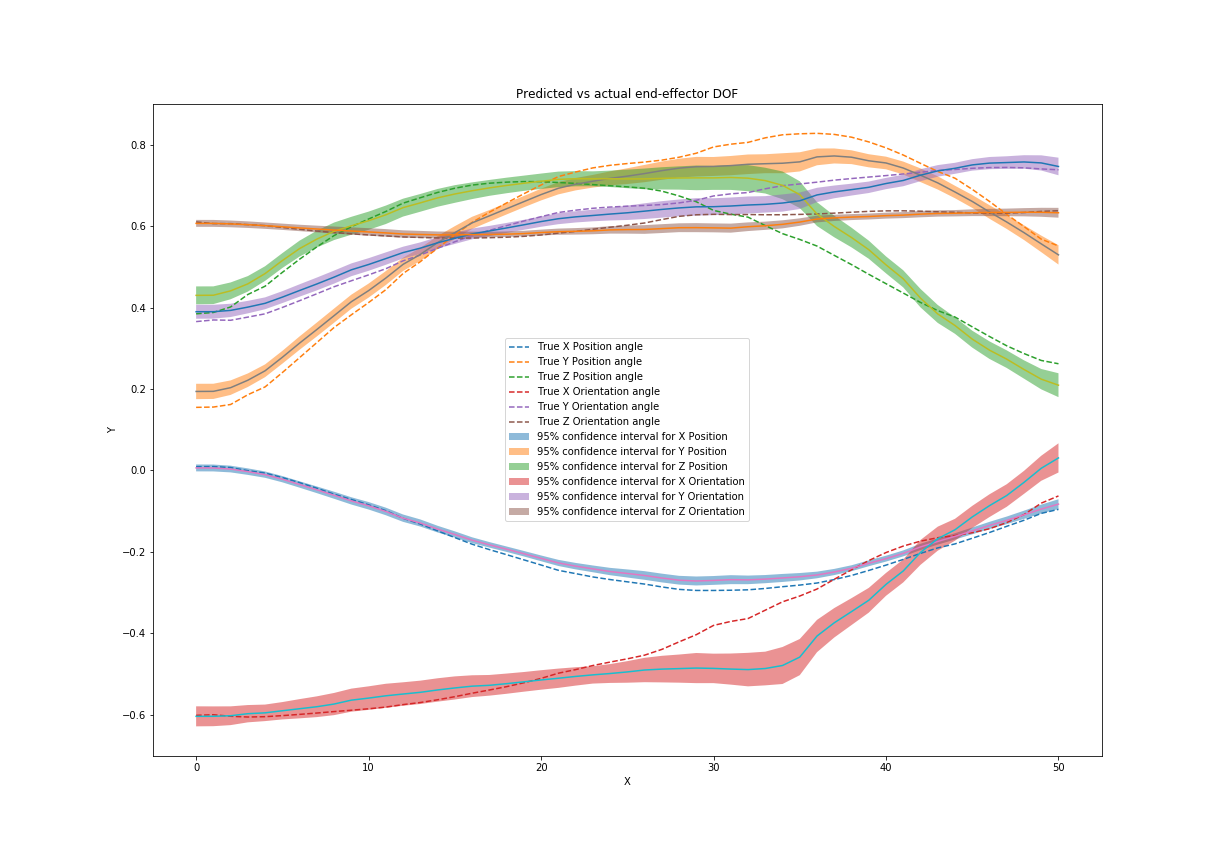 Predicted vs actual end-effector DOF
0.8
0.6
0.4
0.2
0.0
−0.2
−0.4
−0.6
Y
True X Position angle
True Y Position angle
True Z Position angle
True X Orientation angle
True Y Orientation angle
True Z Orientation angle
95% confidence interval for X Position
95% confidence interval for Y Position
95% confidence interval for Z Position
95% confidence interval for X Orientation
95% confidence interval for Y Orientation
95% confidence interval for Z Orientation
0 10 20 30 40 50
X